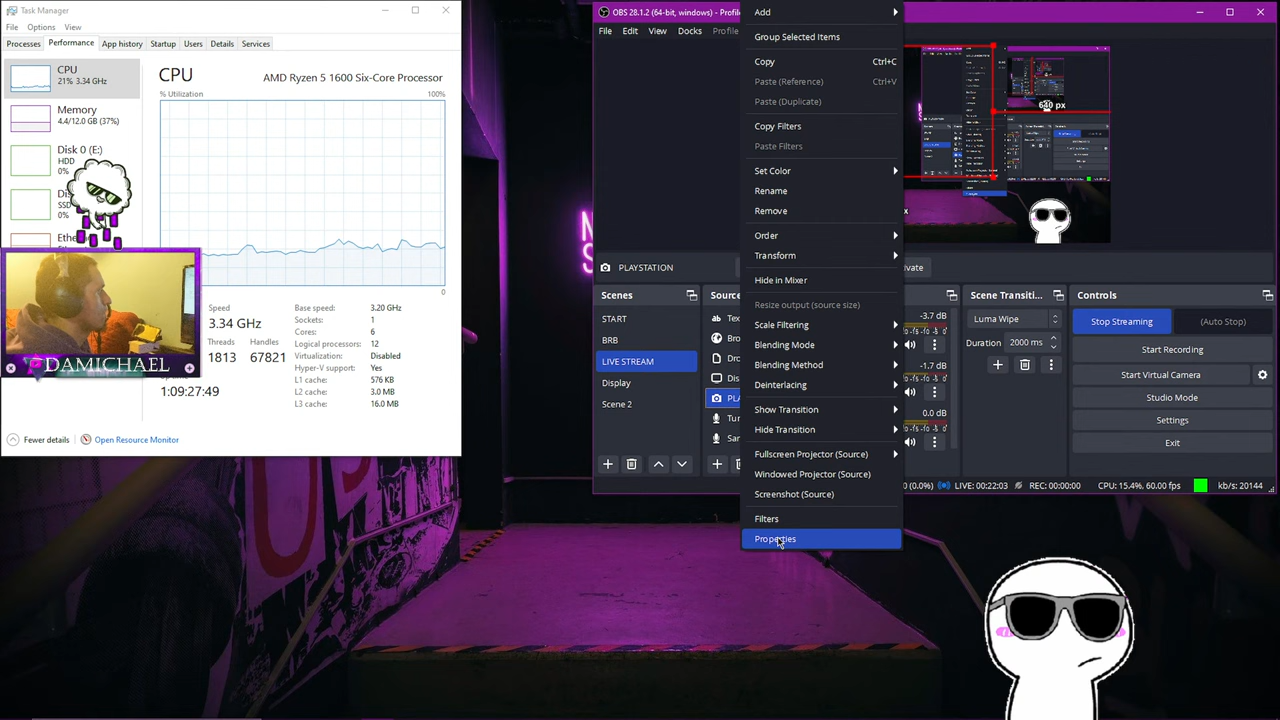 Task Manager
File Options View
Processes Performance App history Startup Users Details Services
CPU
21% 3.34 GHz
Memory
4.4/12.0 GB (37%)
Disk 0 (E:)
HDD
0%
SSD
0%
CPU AMD Ryzen 5 1600 Six-Core Processor
% Utilization 100%
0
Speed
3.34 GHz
Threads Handles
1813 67821
1:09:27:49
Base speed: 3.20 GHz
Sockets: 1
Cores: 6
Logical processors: 12
Virtualization: Disabled
Hyper-V support: Yes
L1 cache: 576 KB
L2 cache: 3.0 MB
L3 cache: 16.0 MB
DAMICHAEL
Fewer details Open Resource Monitor
OBS 28.1.2 (64-bit, windows) - Profile
File Edit View Docks Profile
Add
Group Selected Items
Copy Ctrl+C
Paste (Reference) Ctrl+V
Paste (Duplicate)
Copy Filters
Paste Filters
Set Color
Rename
Remove
Order
Transform
Hide in Mixer
Resize output (source size)
Scale Filtering
Blending Mode
Blending Method
Deinterlacing
Show Transition
Hide Transition
Fullscreen Projector (Source)
Windowed Projector (Source)
Screenshot (Source)
Filters
Properties
640 px
PLAYSTATION
Scenes
START
BRB
LIVE STREAM
Display
Scene 2
-3.7 dB
-1.7 dB
0.0 dB
Scene Transiti...
Luma Wipe
Duration 2000 ms
Controls
Stop Streaming (Auto Stop)
Start Recording
Start Virtual Camera
Studio Mode
Settings
Exit
0 (0.0%) LIVE: 00:22:03 REC: 00:00:00 CPU: 15.4%, 60.00 fps kb/s: 20144